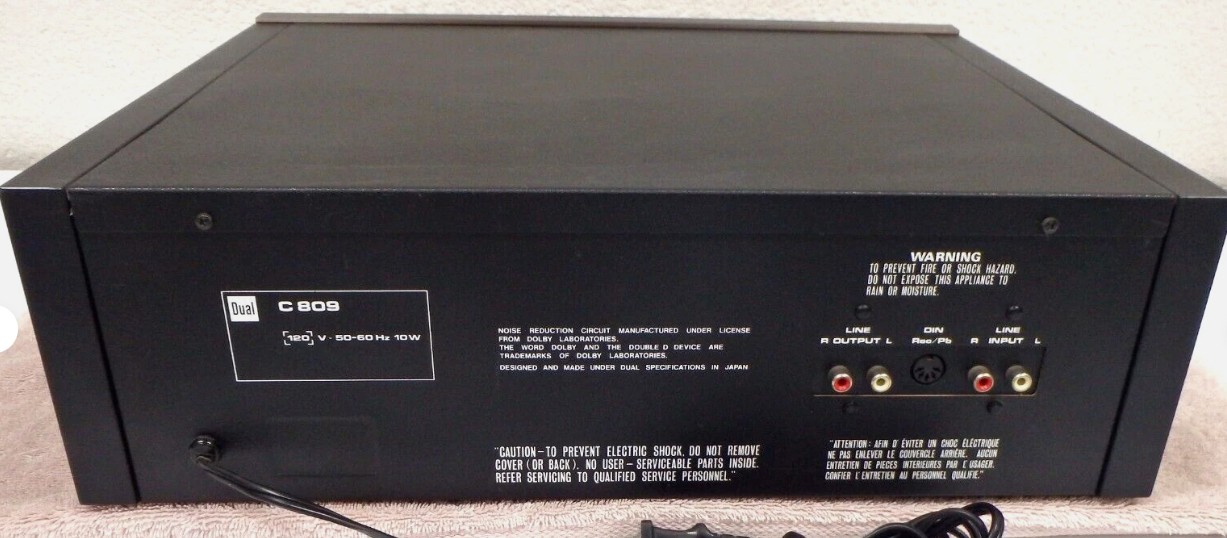 Dual C 809
[120] V · 50-60 Hz 10W
NOISE REDUCTION CIRCUIT MANUFACTURED UNDER LICENSE
FROM DOLBY LABORATORIES.
THE WORD DOLBY AND THE DOUBLE D DEVICE ARE
TRADEMARKS OF DOLBY LABORATORIES.
DESIGNED AND MADE UNDER DUAL SPECIFICATIONS IN JAPAN
WARNING
TO PREVENT FIRE OR SHOCK HAZARD,
DO NOT EXPOSE THIS APPLIANCE TO
RAIN OR MOISTURE.
LINE DIN LINE
R OUTPUT L Rec/Pb R INPUT L
"CAUTION–TO PREVENT ELECTRIC SHOCK, DO NOT REMOVE
COVER (OR BACK). NO USER–SERVICEABLE PARTS INSIDE.
REFER SERVICING TO QUALIFIED SERVICE PERSONNEL."
"ATTENTION: AFIN D'ÉVITER UN CHOC ÉLECTRIQUE
NE PAS ENLEVER LE COUVERCLE ARRIÈRE. AUCUN
ENTRETIEN DE PIECES INTERIEURES PAR L'USAGER.
CONFIER L'ENTRETIEN AU PERSONNEL QUALIFIÉ."